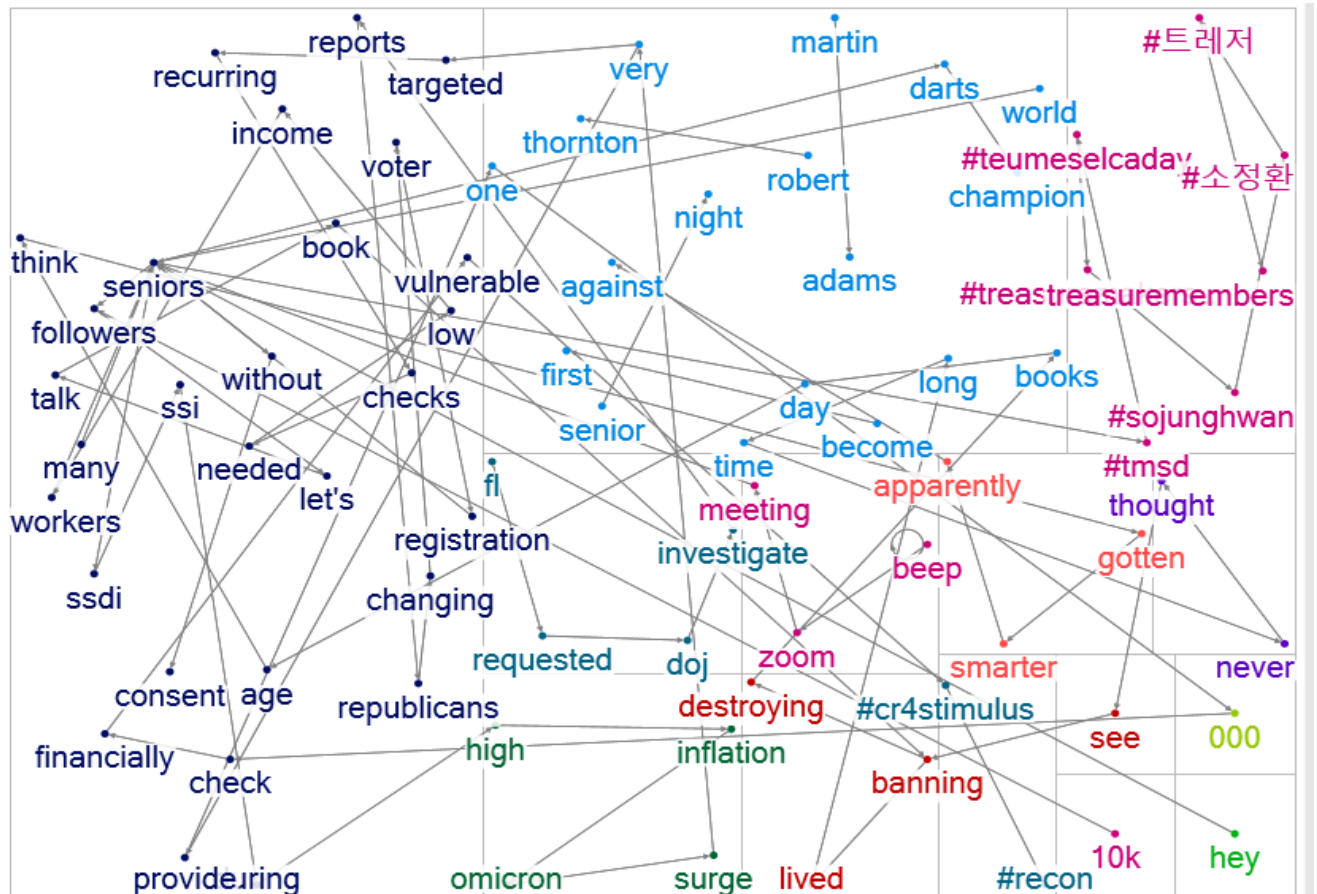 reports
martin
#트레저
recurring
targeted
very
darts
world
income
thornton
voter
#teumeselcaday
robert
#소정환
one
champion
night
book
think
seniors
vulnerable
against
adams
#treas
treasuremembers
followers
low
first
without
long
books
talk
ssi
checks
day
senior
#sojunghwan
become
many
needed
time
#tmsd
fl
apparently
let's
meeting
thought
workers
registration
investigate
gotten
beep
ssdi
changing
requested
doj
zoom
smarter
never
consent
age
republicans
destroying
#cr4stimulus
see
000
financially
high
inflation
check
banning
10k
hey
provide
omicron
surge
lived
#recon